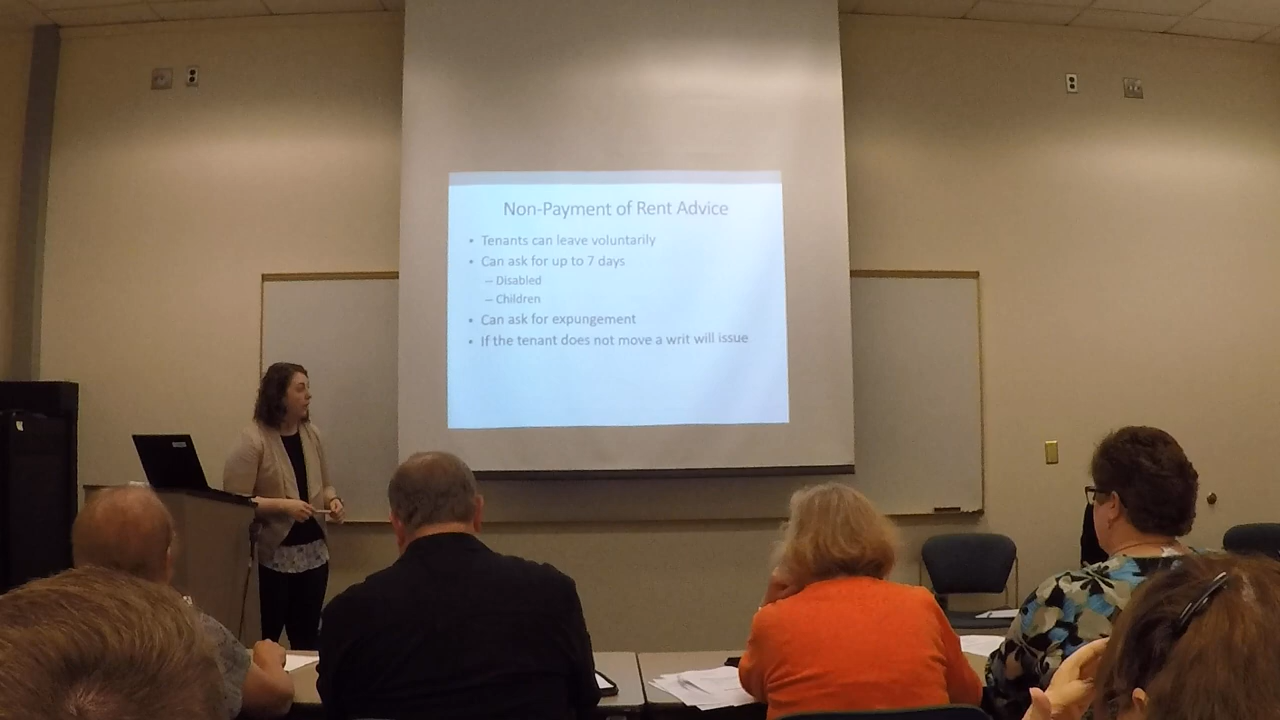 Non-Payment of Rent Advice
• Tenants can leave voluntarily
• Can ask for up to 7 days
– Disabled
– Children
• Can ask for expungement
• If the tenant does not move a writ will issue